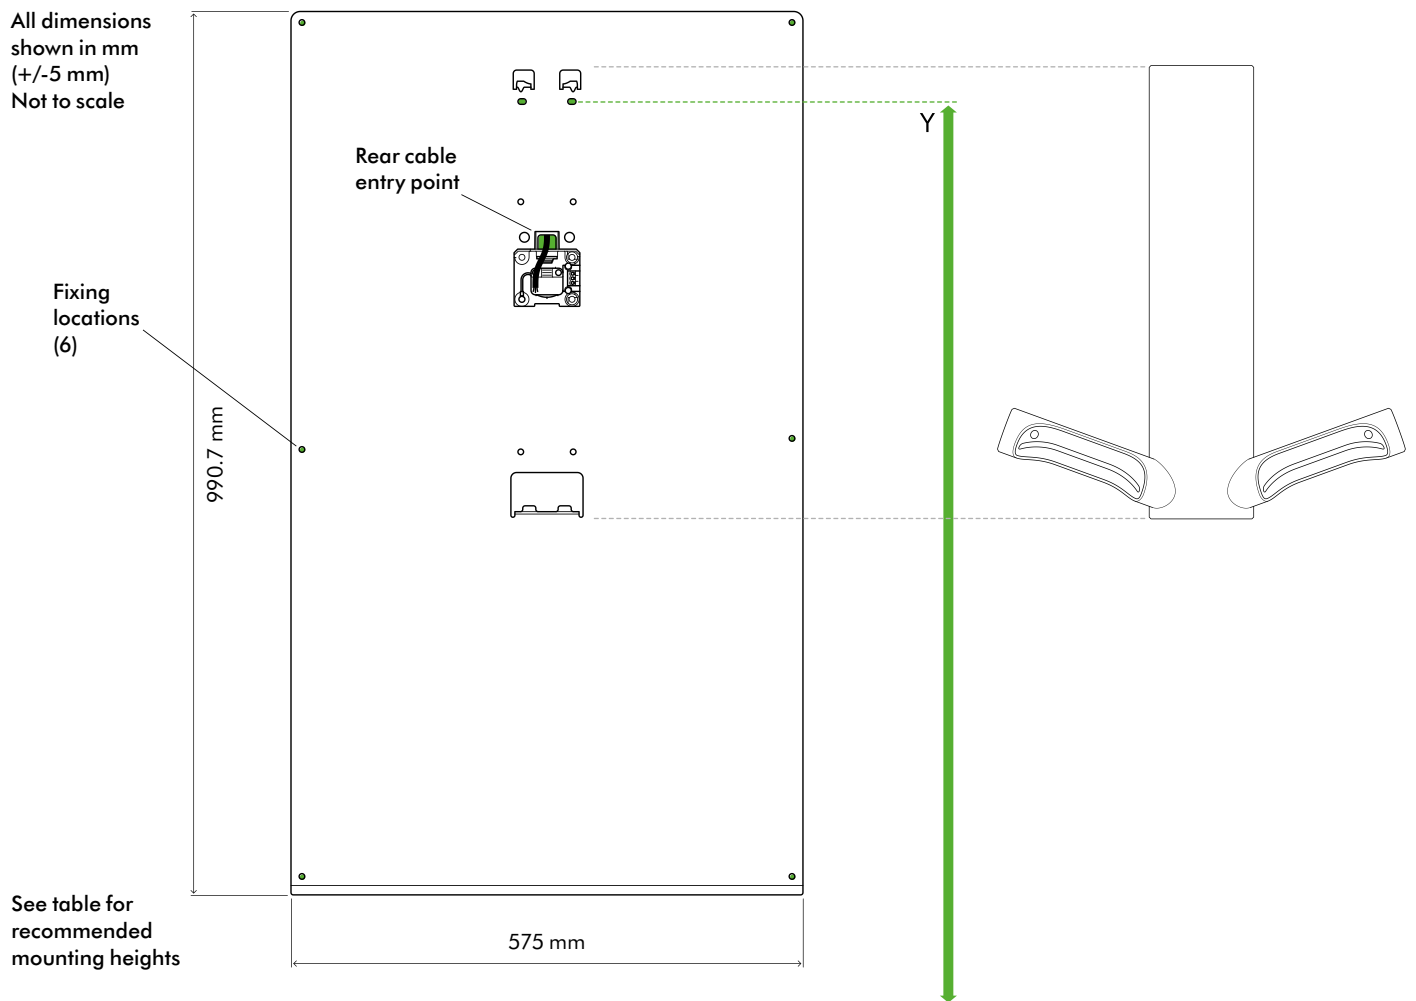 All dimensions
shown in mm
(+/-5 mm)
Not to scale
Y
Rear cable
entry point
Fixing
locations
(6)
990.7 mm
See table for
recommended
mounting heights
575 mm